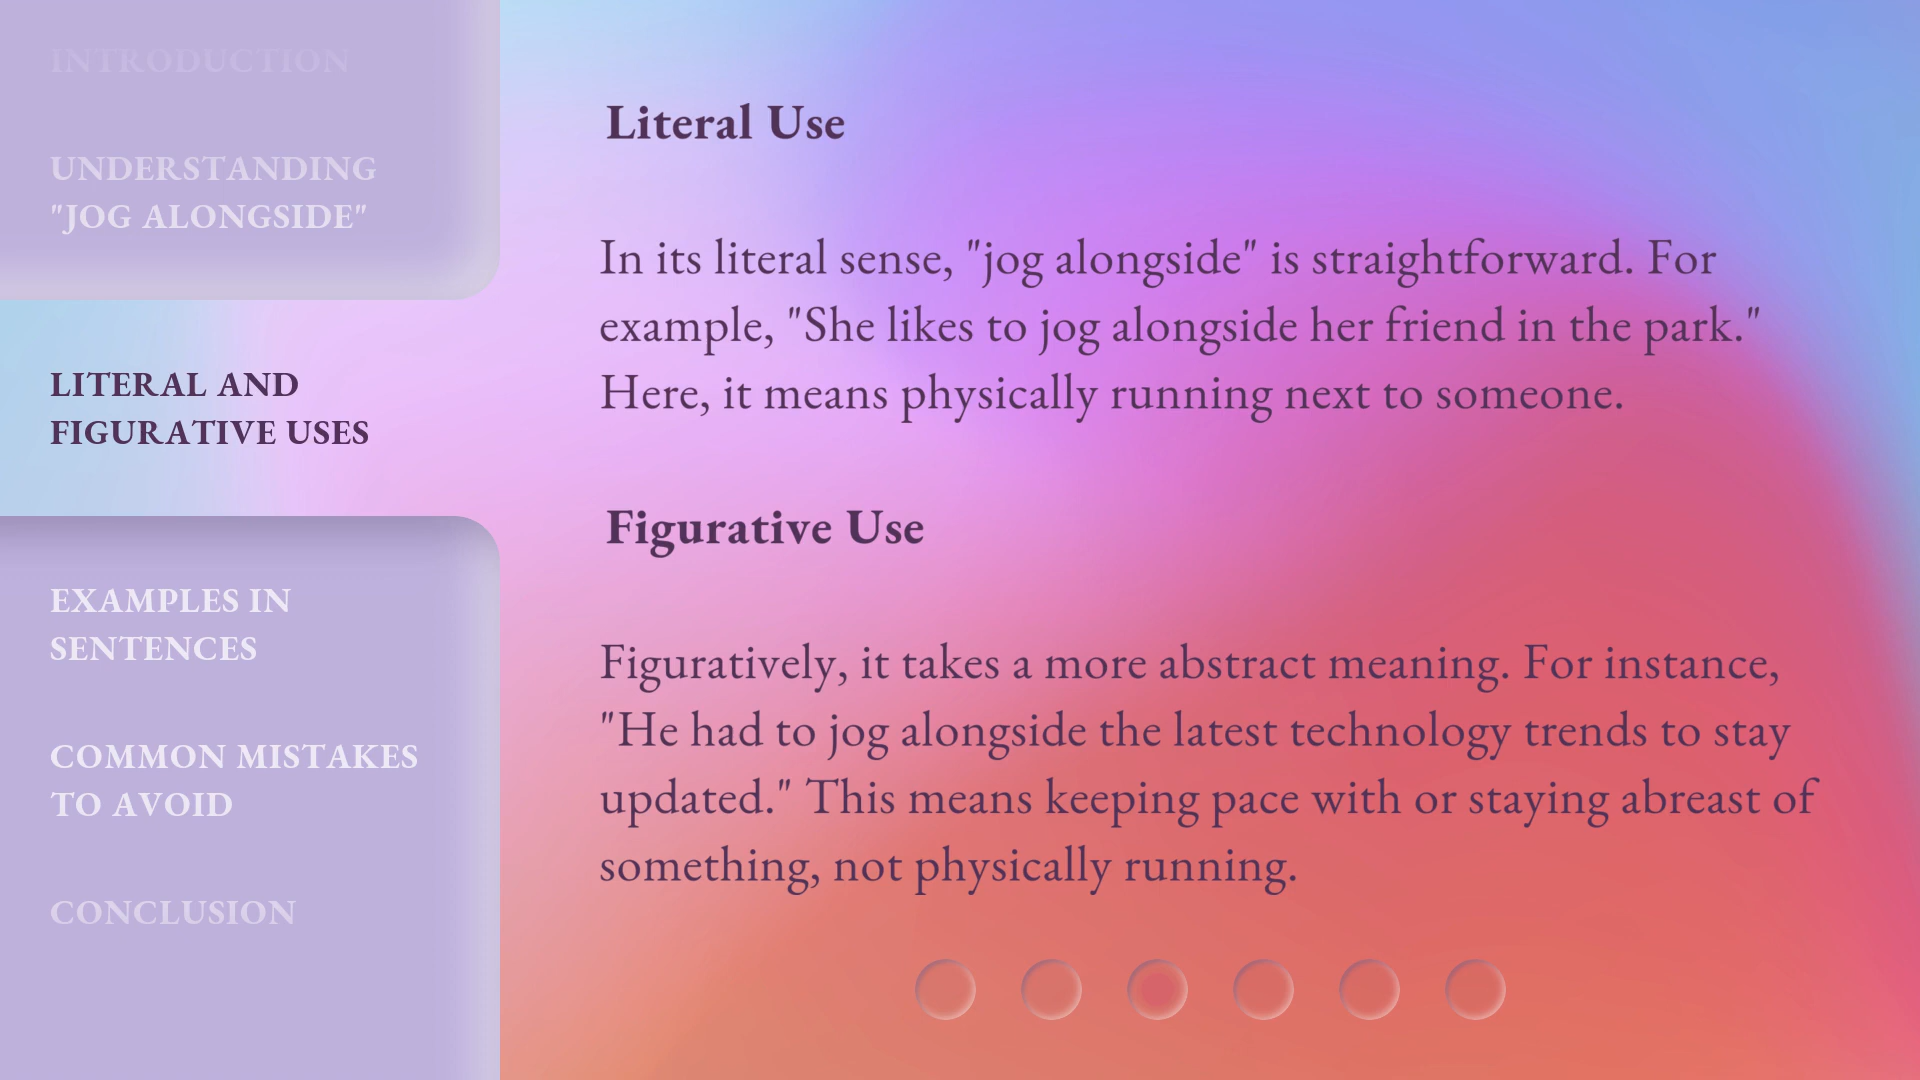 INTRODUCTION
UNDERSTANDING
"JOG ALONGSIDE"
LITERAL AND
FIGURATIVE USES
EXAMPLES IN
SENTENCES
COMMON MISTAKES
TO AVOID
CONCLUSION
Literal Use
In its literal sense, "jog alongside" is straightforward. For
example, "She likes to jog alongside her friend in the park."
Here, it means physically running next to someone.
Figurative Use
Figuratively, it takes a more abstract meaning. For instance,
"He had to jog alongside the latest technology trends to stay
updated." This means keeping pace with or staying abreast of
something, not physically running.